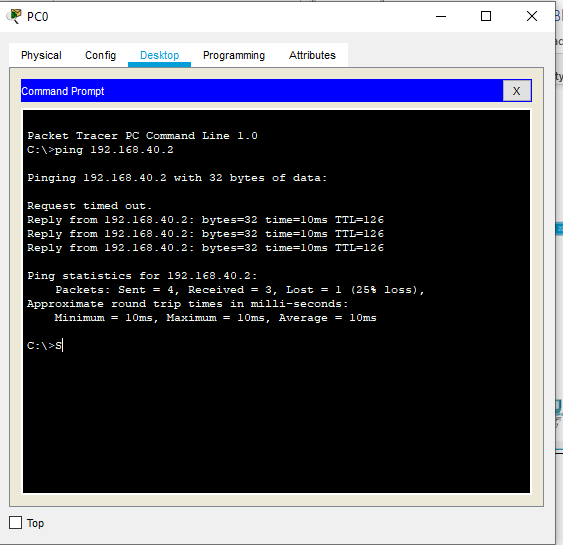 PC0
Physical Config Desktop Programming Attributes
Command Prompt
X
Packet Tracer PC Command Line 1.0
C:\>ping 192.168.40.2
Pinging 192.168.40.2 with 32 bytes of data:
Request timed out.
Reply from 192.168.40.2: bytes=32 time=10ms TTL=126
Reply from 192.168.40.2: bytes=32 time=10ms TTL=126
Reply from 192.168.40.2: bytes=32 time=10ms TTL=126
Ping statistics for 192.168.40.2:
Packets: Sent = 4, Received = 3, Lost = 1 (25% loss),
Approximate round trip times in milli-seconds:
Minimum = 10ms, Maximum = 10ms, Average = 10ms
C:\>S
Top